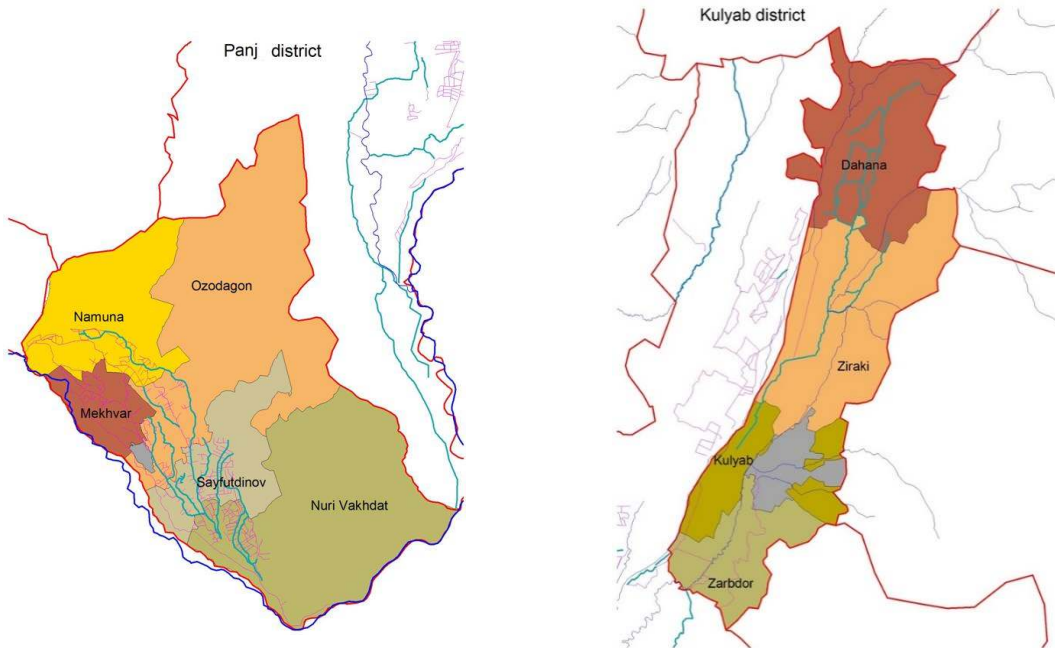 Panj district
Ozodagon
Namuna
Mekhvar
Sayfutdinov
Nuri Vakhdat
Kulyab district
Dahana
Ziraki
Kulyab
Zarbdor